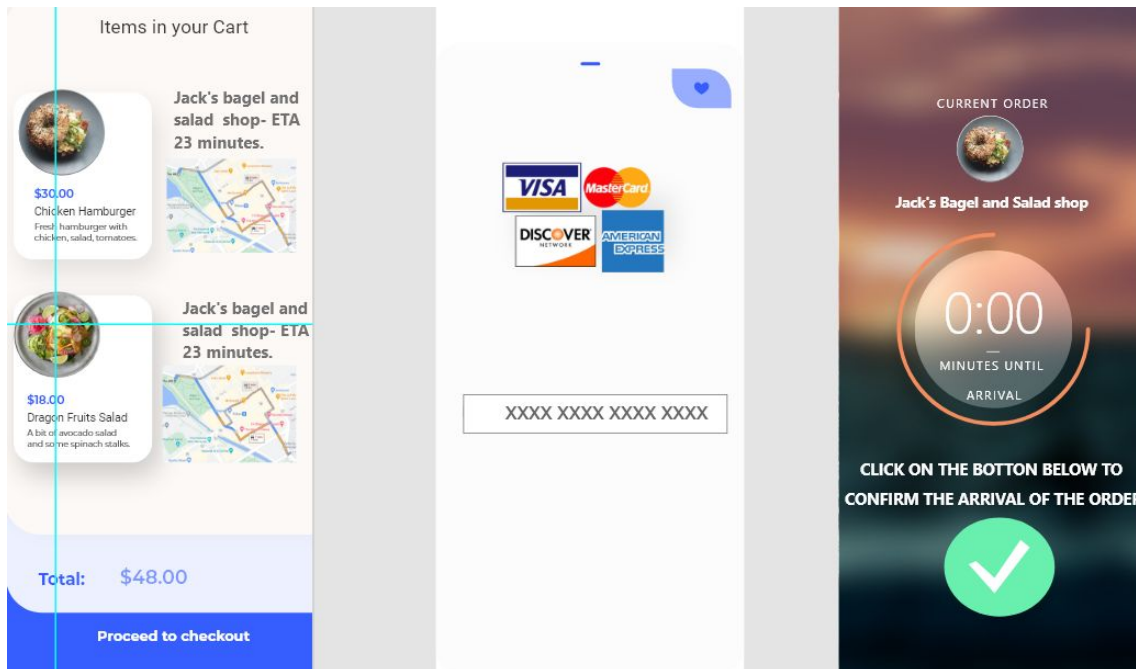 Items in your Cart
Jack's bagel and
salad shop- ETA
23 minutes.
$30.00
Chicken Hamburger
Fresh hamburger with
chicken, salad, tomatoes.
Jack's bagel and
salad shop- ETA
23 minutes.
$18.00
Dragon Fruits Salad
A bit of avocado salad
and some spinach stalks.
Total: $48.00
Proceed to checkout
VISA MasterCard
DISCOVER
NETWORK
AMERICAN
EXPRESS
XXXX XXXX XXXX XXXX
CURRENT ORDER
Jack's Bagel and Salad shop
0:00
MINUTES UNTIL
ARRIVAL
CLICK ON THE BOTTON BELOW TO
CONFIRM THE ARRIVAL OF THE ORDER